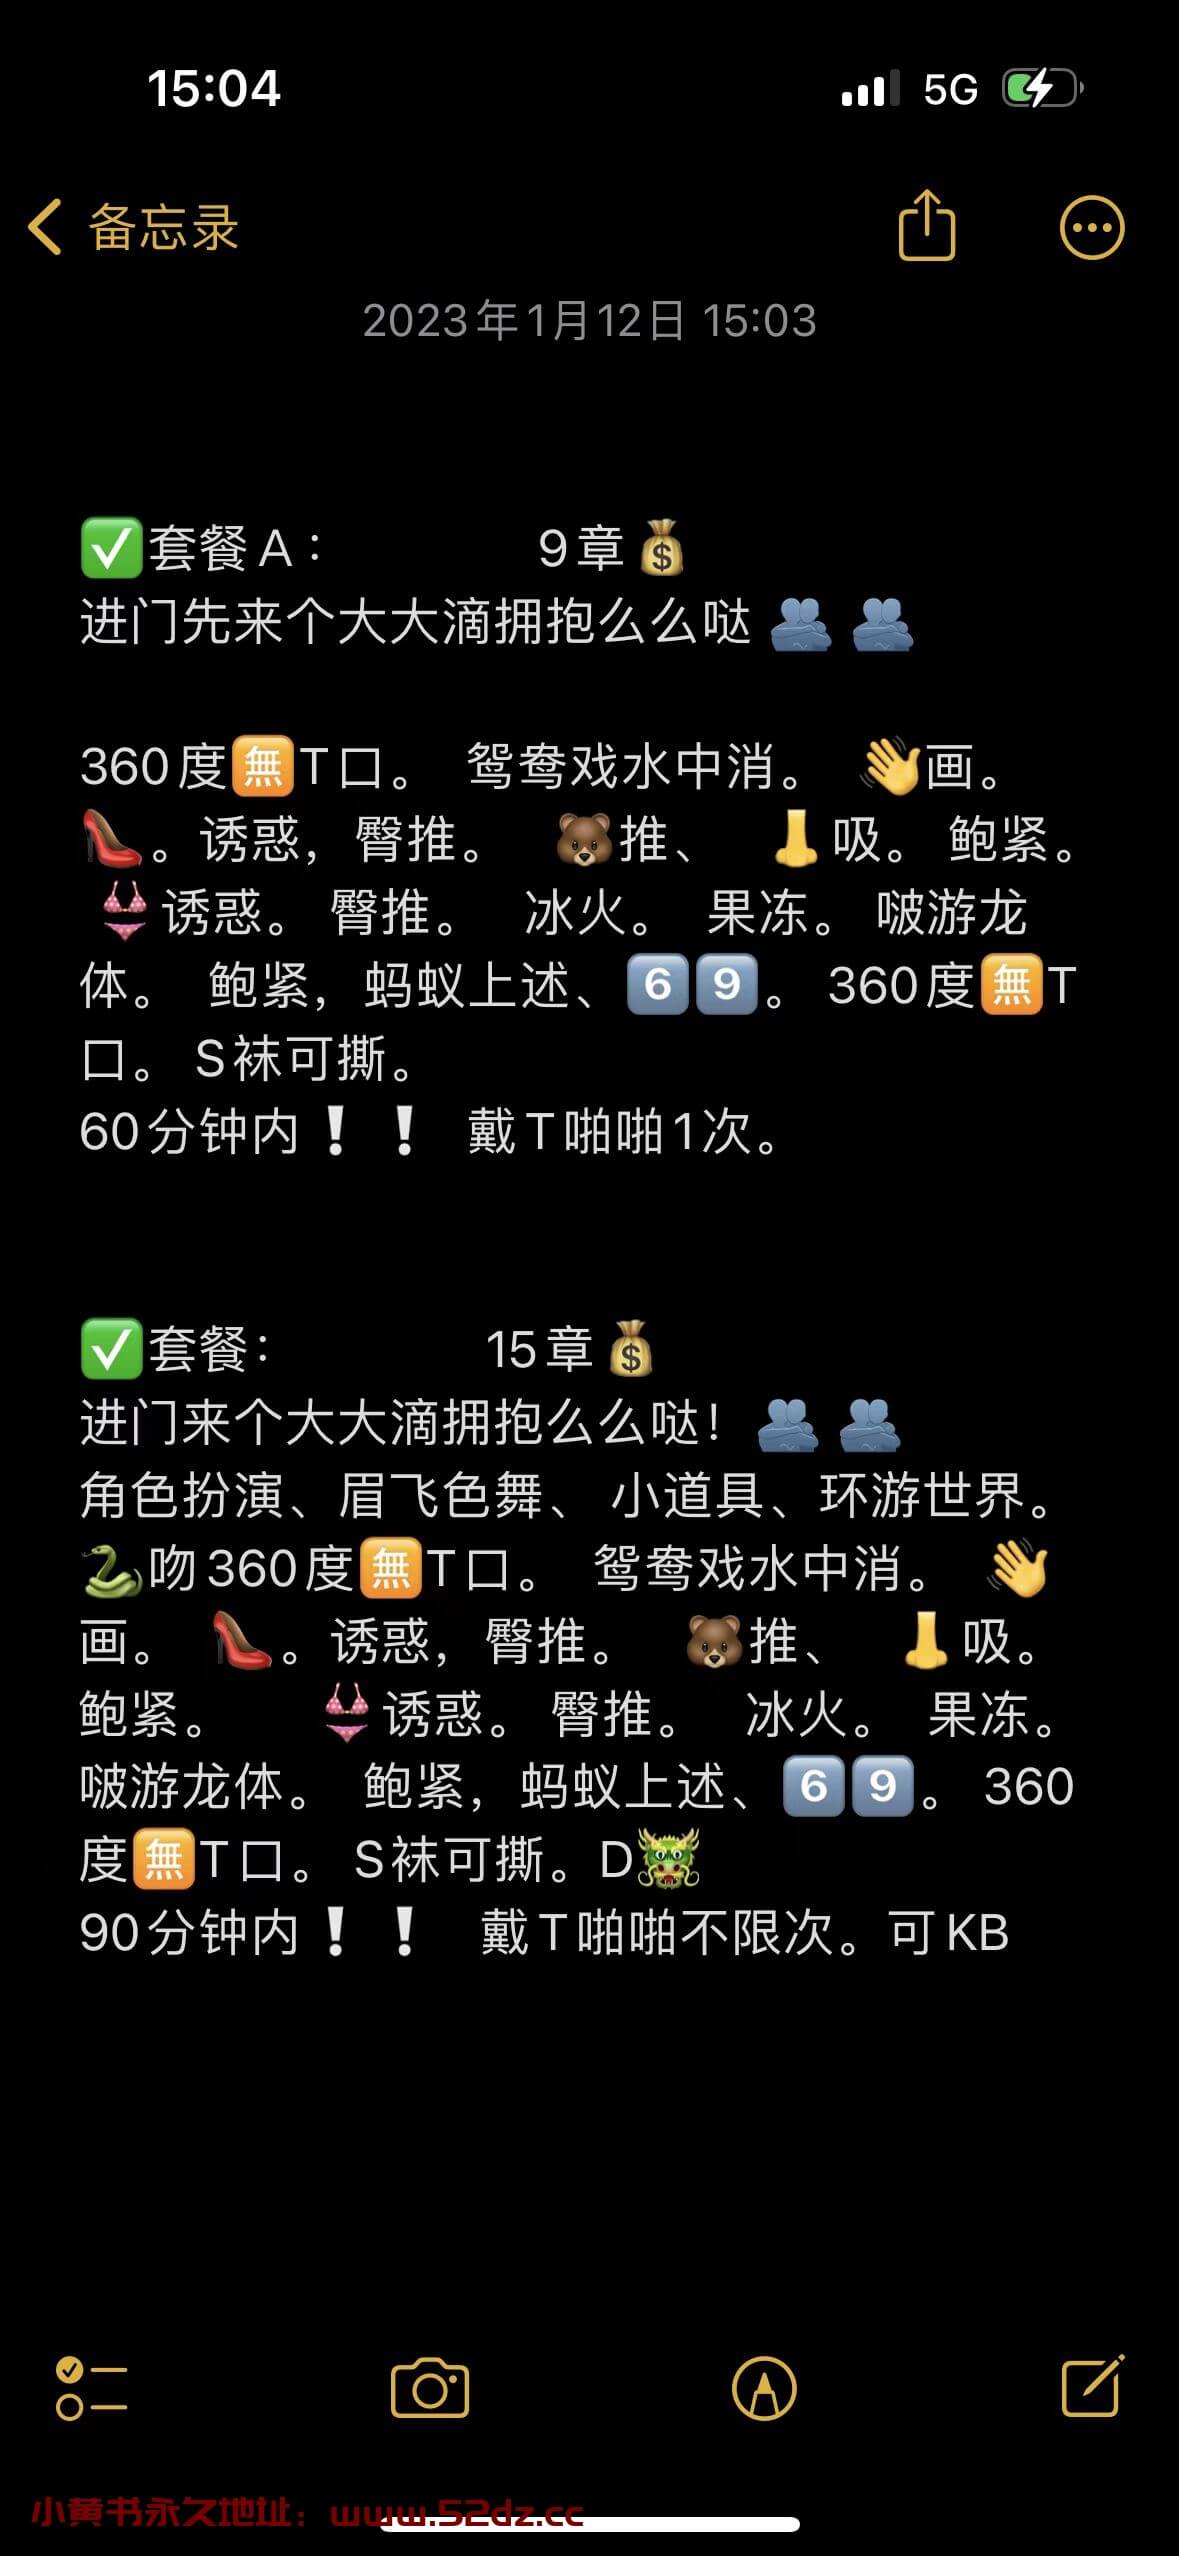 15:04
5G
备忘录
2023年1月12日 15:03
✅套餐A： 9章💰
进门先来个大大滴拥抱么么哒 🫂 🫂
360度🈚T口。 鸳鸯戏水中消。 👋画。
👠。诱惑，臀推。 🐻推、 👃吸。 鲍紧。
👙诱惑。 臀推。 冰火。 果冻。 啵游龙
体。 鲍紧，蚂蚁上述、6️⃣9️⃣。 360度🈚T
口。 S袜可撕。
60分钟内❕ ❕ 戴T啪啪1次。
✅套餐： 15章💰
进门来个大大滴拥抱么么哒！🫂 🫂
角色扮演、眉飞色舞、 小道具、环游世界。
🐍吻360度🈚T口。 鸳鸯戏水中消。 👋
画。 👠。诱惑，臀推。 🐻推、 👃吸。
鲍紧。 👙诱惑。 臀推。 冰火。 果冻。
啵游龙体。 鲍紧，蚂蚁上述、6️⃣9️⃣。 360
度🈚T口。 S袜可撕。D🐲
90分钟内❕ ❕ 戴T啪啪不限次。可KB
小黄书永久地址：www.52dz.cc